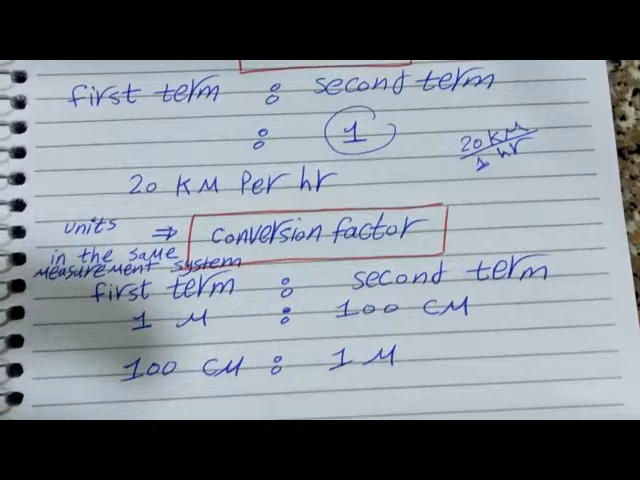 first term : second term
: 1
20 KM
1 hr
20 KM Per hr
units ⇒ conversion factor
in the same
measurement system
first term : second term
1 M : 100 CM
100 CM : 1 M